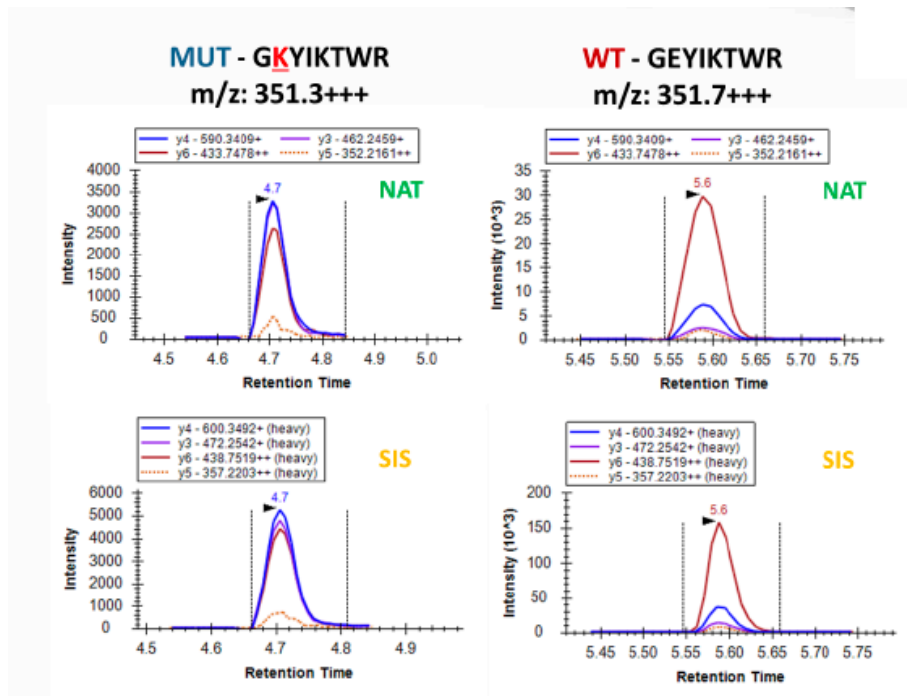 MUT - GKYIKTWR
m/z: 351.3+++
y4 - 590.3409+ y3 - 462.2459+
y6 - 433.7478++ y5 - 352.2161++
NAT
4.7
4000
3500
3000
2500
2000
1500
1000
500
0
Intensity
4.5 4.6 4.7 4.8 4.9 5.0
Retention Time
WT - GEYIKTWR
m/z: 351.7+++
y4 - 590.3409+ y3 - 462.2459+
y6 - 433.7478++ y5 - 352.2161++
NAT
5.6
35
30
25
20
15
10
5
0
Intensity (10^3)
5.45 5.50 5.55 5.60 5.65 5.70 5.75
Retention Time
y4 - 600.3492+ (heavy)
y3 - 472.2542+ (heavy)
y6 - 438.7519++ (heavy)
y5 - 357.2203++ (heavy)
SIS
4.7
6000
5000
4000
3000
2000
1000
0
Intensity
4.5 4.6 4.7 4.8 4.9
Retention Time
y4 - 600.3492+ (heavy)
y3 - 472.2542+ (heavy)
y6 - 438.7519++ (heavy)
y5 - 357.2203++ (heavy)
SIS
5.6
200
150
100
50
0
Intensity (10^3)
5.45 5.50 5.55 5.60 5.65 5.70 5.75
Retention Time